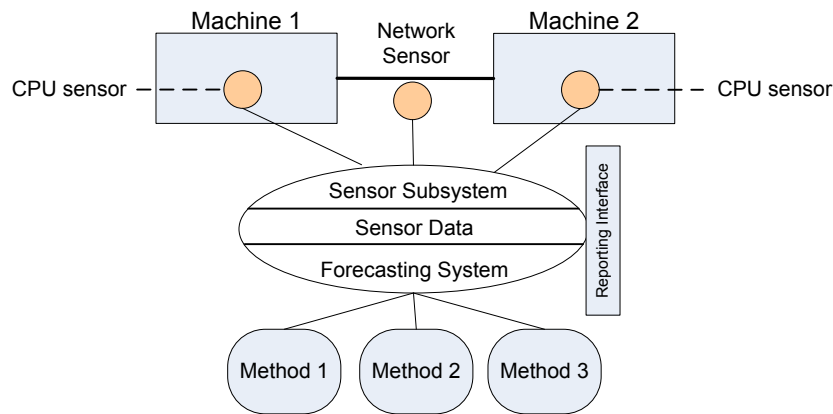 Machine 1
Network
Sensor
Machine 2
CPU sensor
CPU sensor
Sensor Subsystem
Sensor Data
Forecasting System
Reporting Interface
Method 1
Method 2
Method 3